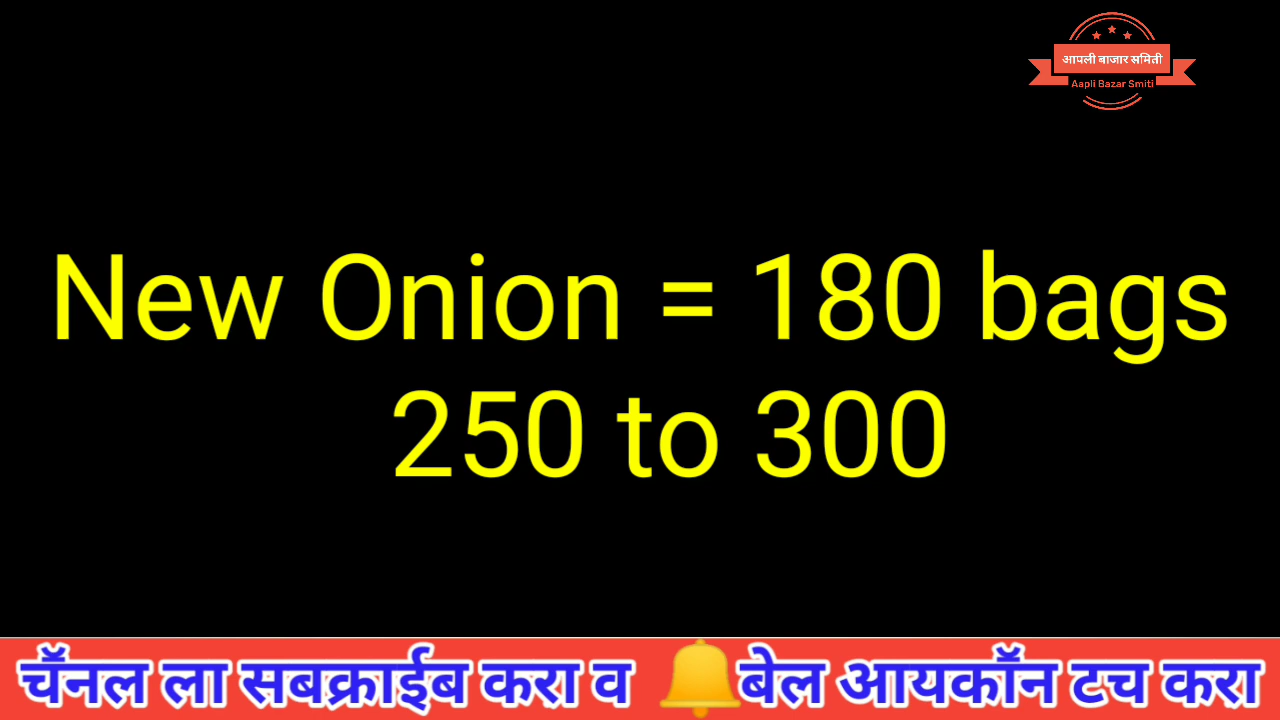 आपली बाजार समिती
Aapli Bazar Smiti
New Onion = 180 bags
250 to 300
चॅनल ला सबक्राईब करा व 🔔बेल आयकॉन टच करा